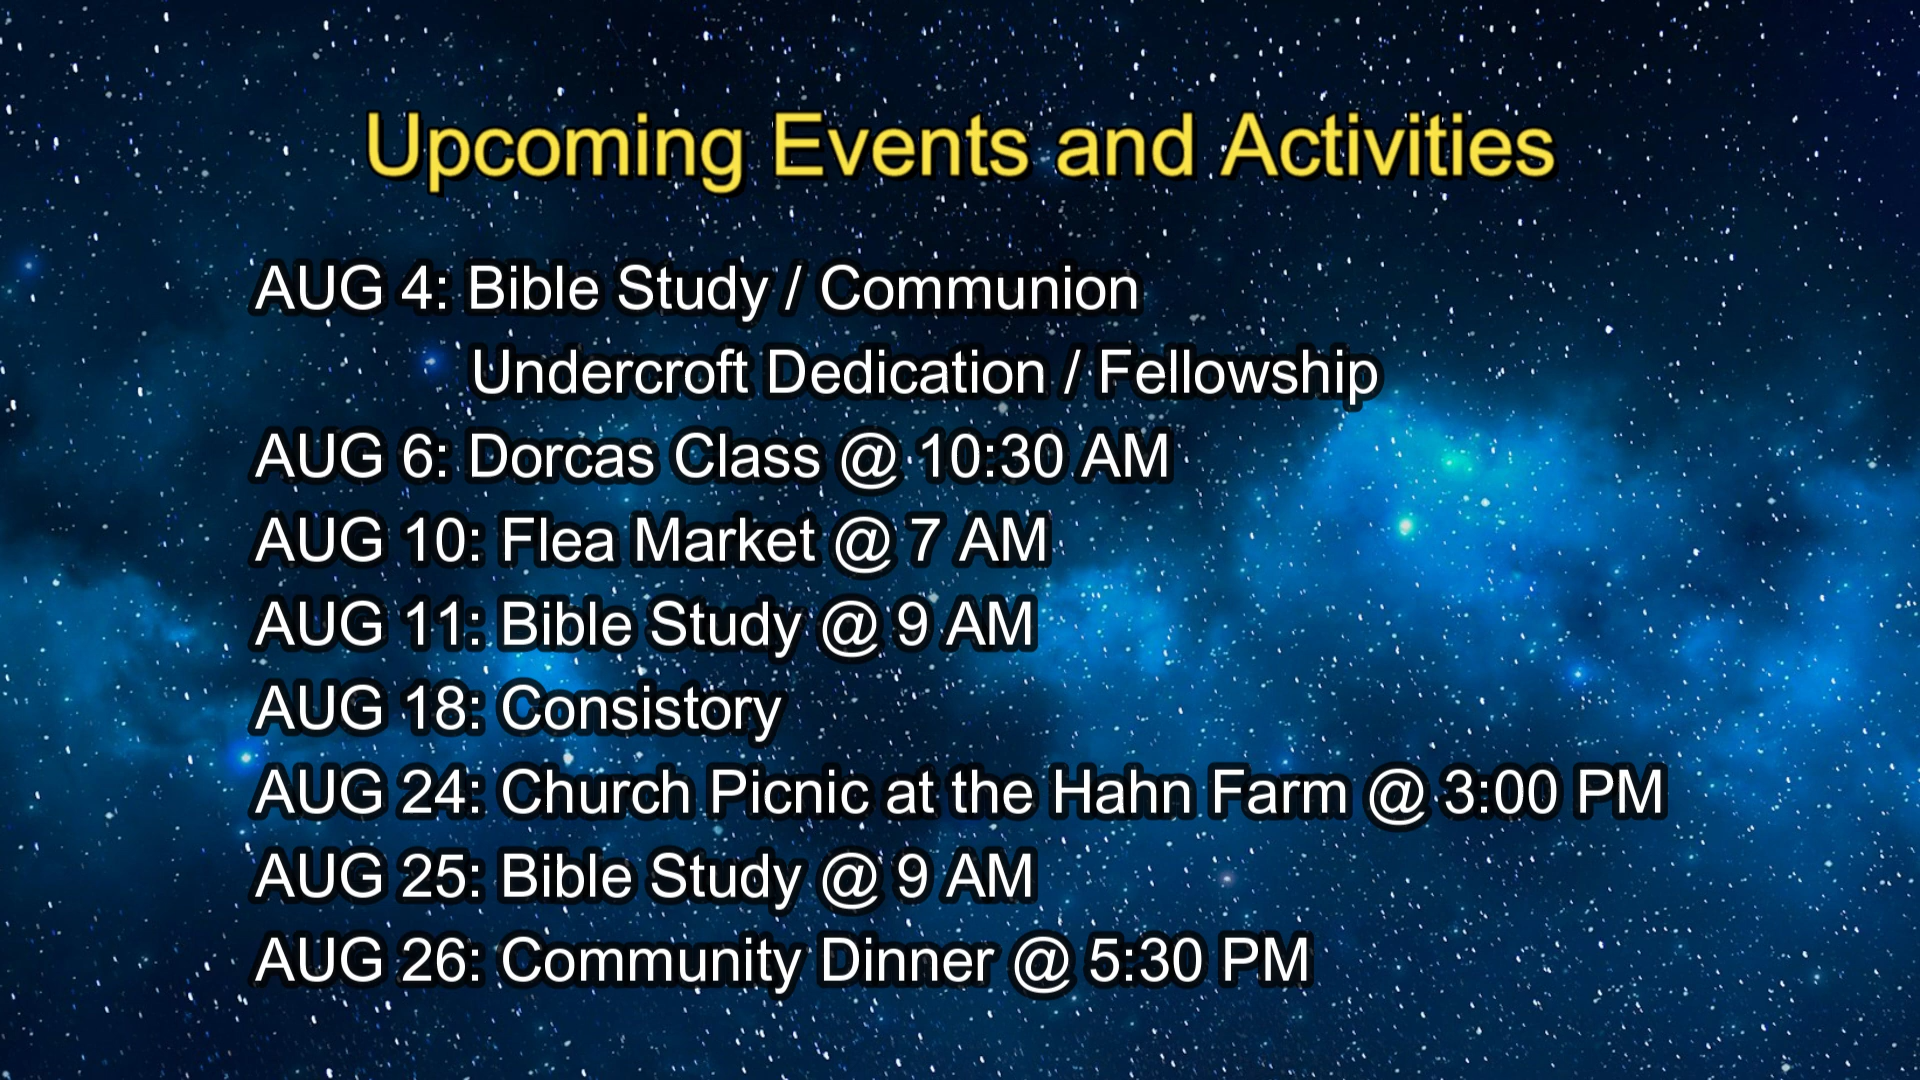 Upcoming Events and Activities
AUG 4: Bible Study / Communion
Undercroft Dedication / Fellowship
AUG 6: Dorcas Class @ 10:30 AM
AUG 10: Flea Market @ 7 AM
AUG 11: Bible Study @ 9 AM
AUG 18: Consistory
AUG 24: Church Picnic at the Hahn Farm @ 3:00 PM
AUG 25: Bible Study @ 9 AM
AUG 26: Community Dinner @ 5:30 PM